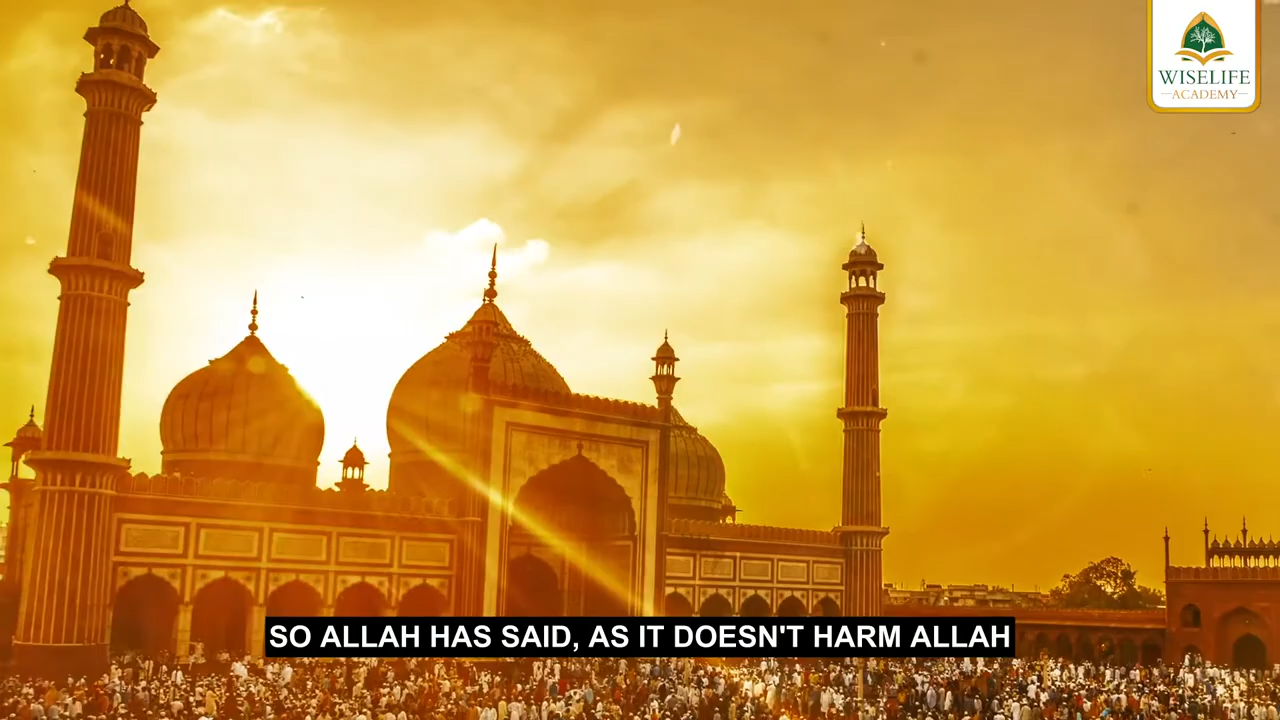 WISELIFE
ACADEMY
SO ALLAH HAS SAID, AS IT DOESN'T HARM ALLAH